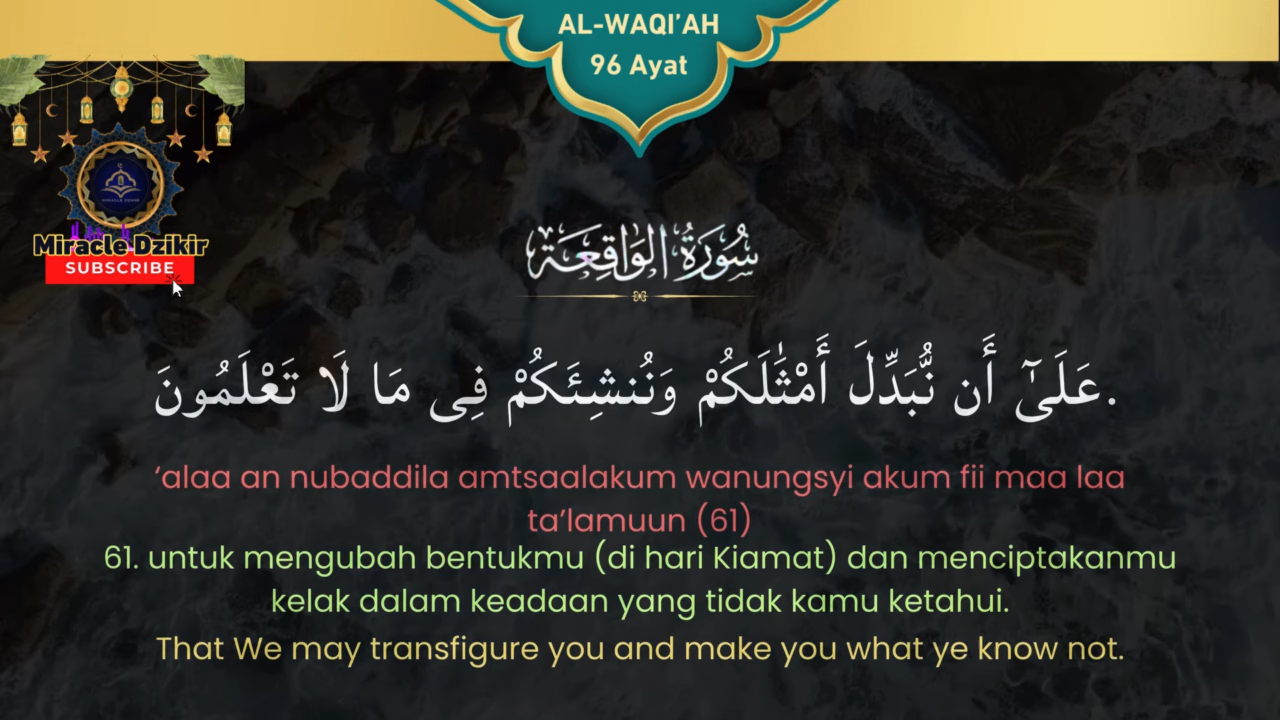 AL-WAQI'AH
96 Ayat
Miracle Dzikir
SUBSCRIBE
سُورَةُ الوَاقِعَة
عَلَىٰٓ أَن نُّبَدِّلَ أَمْثَٰلَكُمْ وَنُنشِئَكُمْ فِى مَا لَا تَعْلَمُونَ.
‘alaa an nubaddila amtsaalakum wanungsyi akum fii maa laa
ta’lamuun (61)
61. untuk mengubah bentukmu (di hari Kiamat) dan menciptakanmu
kelak dalam keadaan yang tidak kamu ketahui.
That We may transfigure you and make you what ye know not.